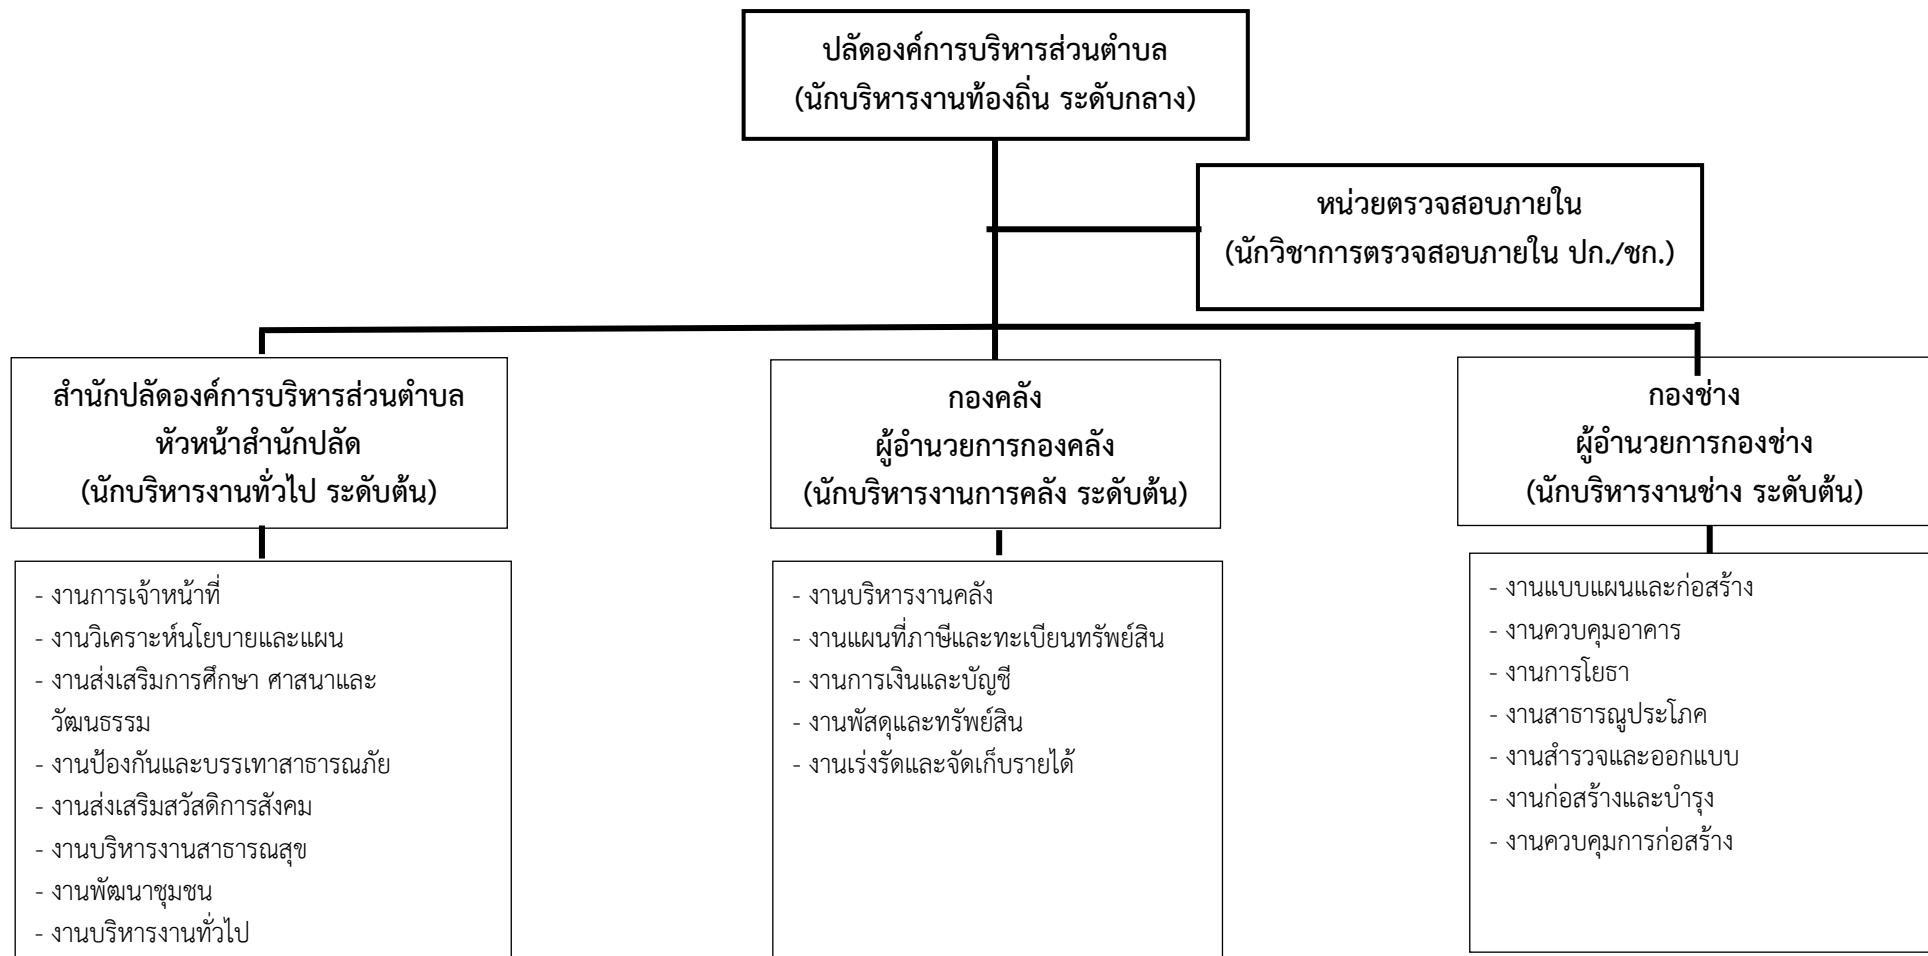 ปลัดองค์การบริหารส่วนตำบล
(นักบริหารงานท้องถิ่น ระดับกลาง)
หน่วยตรวจสอบภายใน
(นักวิชาการตรวจสอบภายใน ปก./ชก.)
สำนักปลัดองค์การบริหารส่วนตำบล
หัวหน้าสำนักปลัด
(นักบริหารงานทั่วไป ระดับต้น)
กองคลัง
ผู้อำนวยการกองคลัง
(นักบริหารงานการคลัง ระดับต้น)
กองช่าง
ผู้อำนวยการกองช่าง
(นักบริหารงานช่าง ระดับต้น)
- งานการเจ้าหน้าที่
- งานวิเคราะห์นโยบายและแผน
- งานส่งเสริมการศึกษา ศาสนาและ
วัฒนธรรม
- งานป้องกันและบรรเทาสาธารณภัย
- งานส่งเสริมสวัสดิการสังคม
- งานบริหารงานสาธารณสุข
- งานพัฒนาชุมชน
- งานบริหารงานทั่วไป
- งานบริหารงานคลัง
- งานแผนที่ภาษีและทะเบียนทรัพย์สิน
- งานการเงินและบัญชี
- งานพัสดุและทรัพย์สิน
- งานเร่งรัดและจัดเก็บรายได้
- งานแบบแผนและก่อสร้าง
- งานควบคุมอาคาร
- งานการโยธา
- งานสาธารณูประโภค
- งานสำรวจและออกแบบ
- งานก่อสร้างและบำรุง
- งานควบคุมการก่อสร้าง